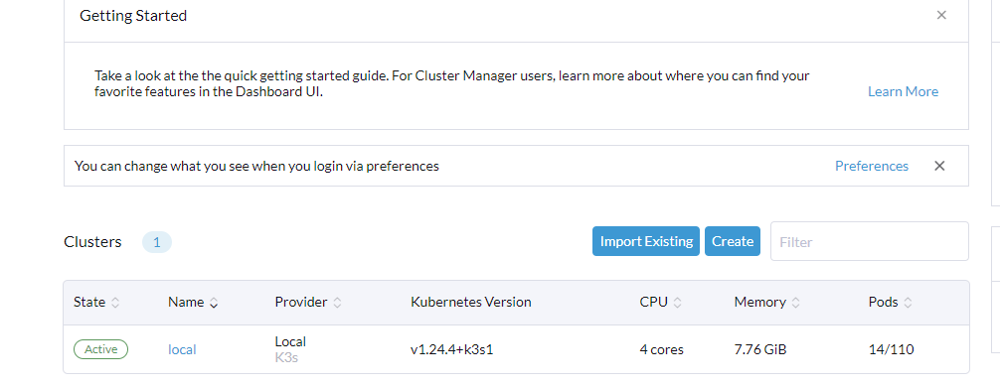 Getting Started
Take a look at the the quick getting started guide. For Cluster Manager users, learn more about where you can find your
favorite features in the Dashboard UI.
Learn More
You can change what you see when you login via preferences
Preferences
Clusters 1
Import Existing Create Filter
State Name Provider Kubernetes Version CPU Memory Pods
Active local Local v1.24.4+k3s1 4 cores 7.76 GiB 14/110
K3s